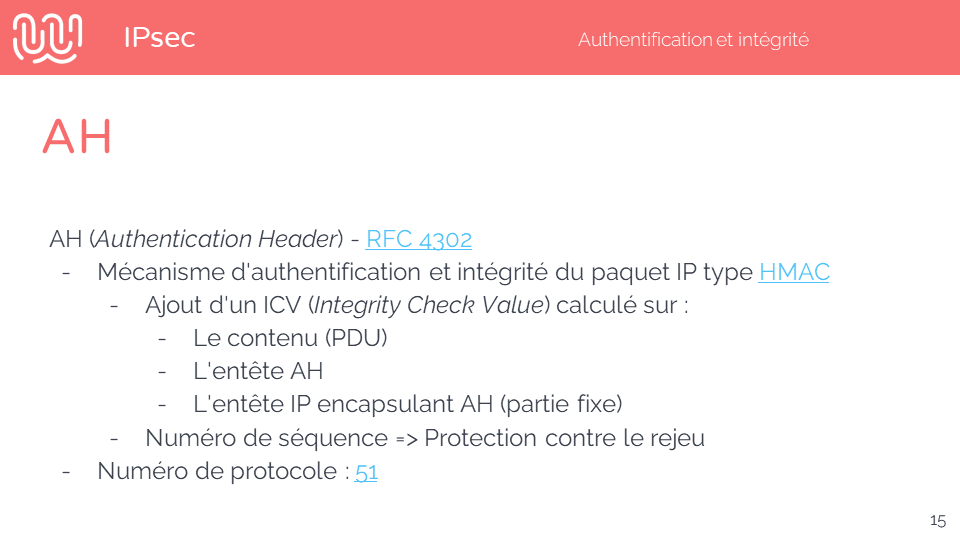 IPsec
Authentification et intégrité
AH
AH (Authentication Header) - RFC 4302
- Mécanisme d'authentification et intégrité du paquet IP type HMAC
- Ajout d'un ICV (Integrity Check Value) calculé sur :
- Le contenu (PDU)
- L'entête AH
- L'entête IP encapsulant AH (partie fixe)
- Numéro de séquence => Protection contre le rejeu
- Numéro de protocole : 51
15